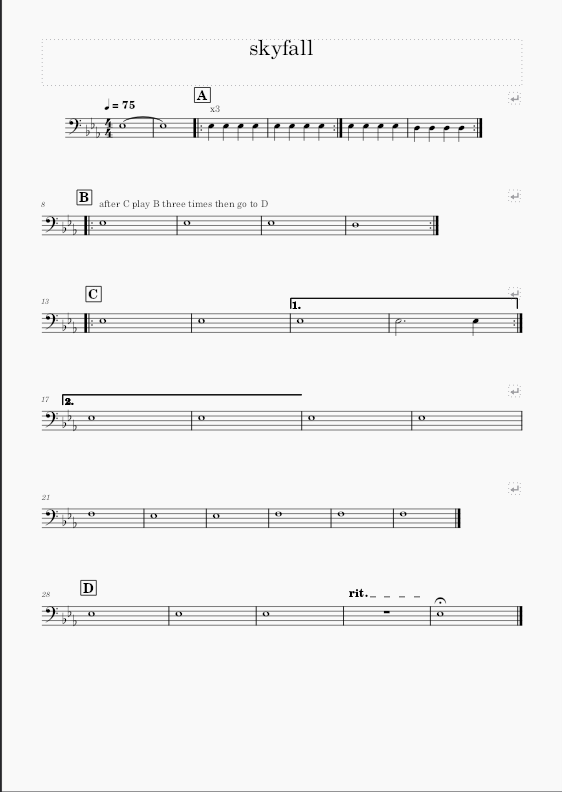 skyfall
A
♩ = 75
x3
8
B
after C play B three times then go to D
13
C
1.
17
2.
21
28
D
rit.